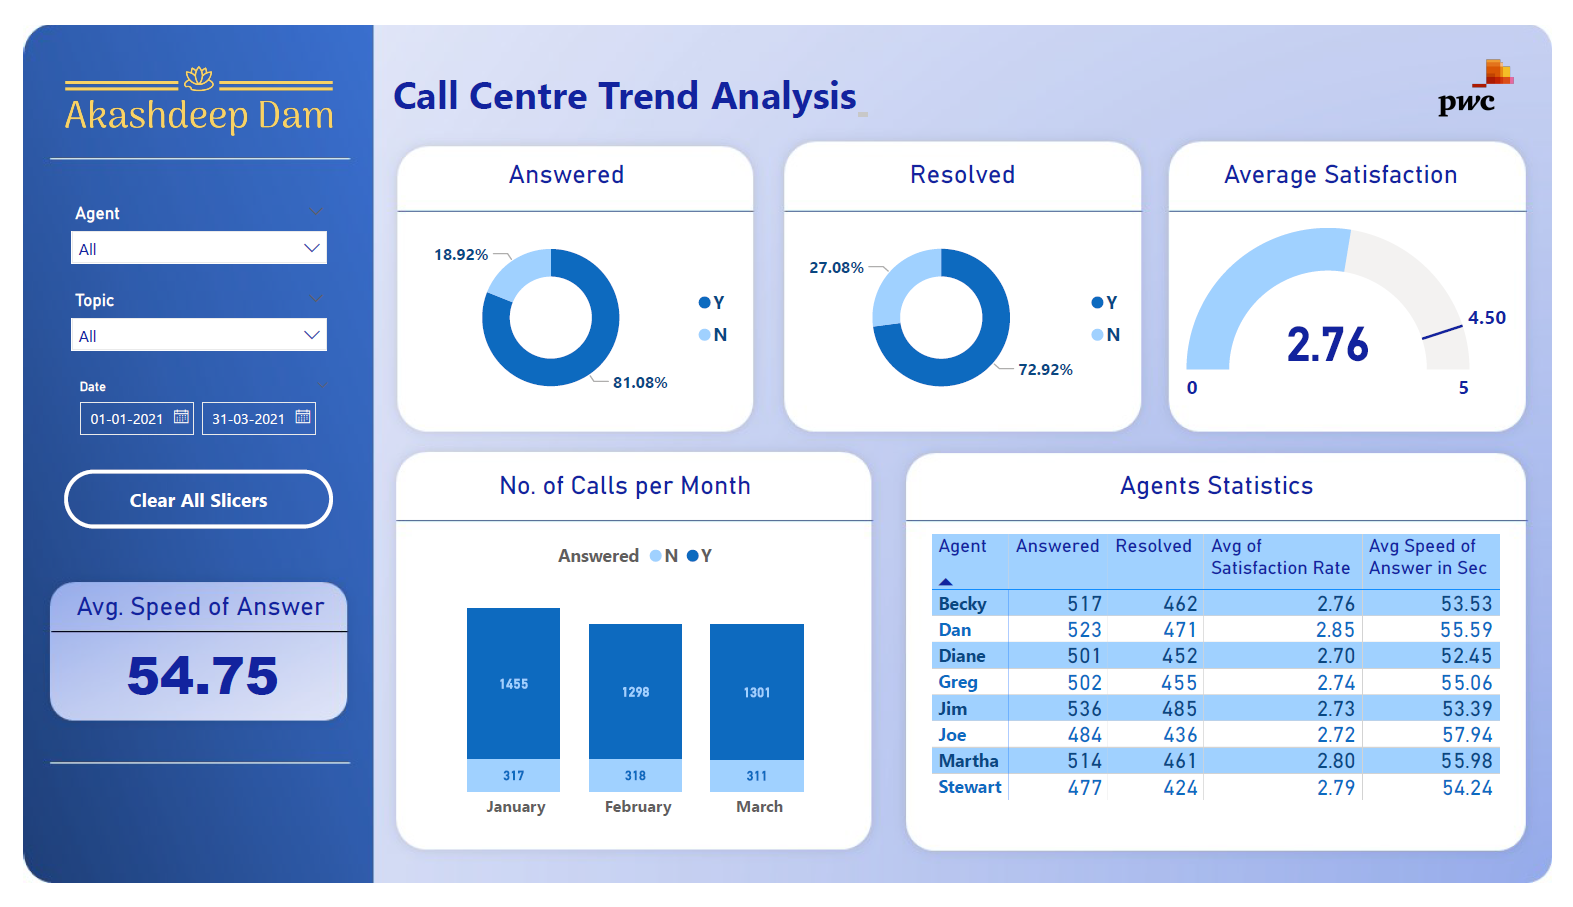 Akashdeep Dam
Agent
All
Topic
All
Date
01-01-2021 31-03-2021
Clear All Slicers
Avg. Speed of Answer
54.75
Call Centre Trend Analysis_
pwc
Answered
18.92%
81.08%
Y
N
Resolved
27.08%
72.92%
Y
N
Average Satisfaction
2.76
4.50
0 5
No. of Calls per Month
Answered N Y
1455 1298 1301
317 318 311
January February March
Agents Statistics
Agent Answered Resolved Avg of Avg Speed of
Satisfaction Rate Answer in Sec
Becky 517 462 2.76 53.53
Dan 523 471 2.85 55.59
Diane 501 452 2.70 52.45
Greg 502 455 2.74 55.06
Jim 536 485 2.73 53.39
Joe 484 436 2.72 57.94
Martha 514 461 2.80 55.98
Stewart 477 424 2.79 54.24